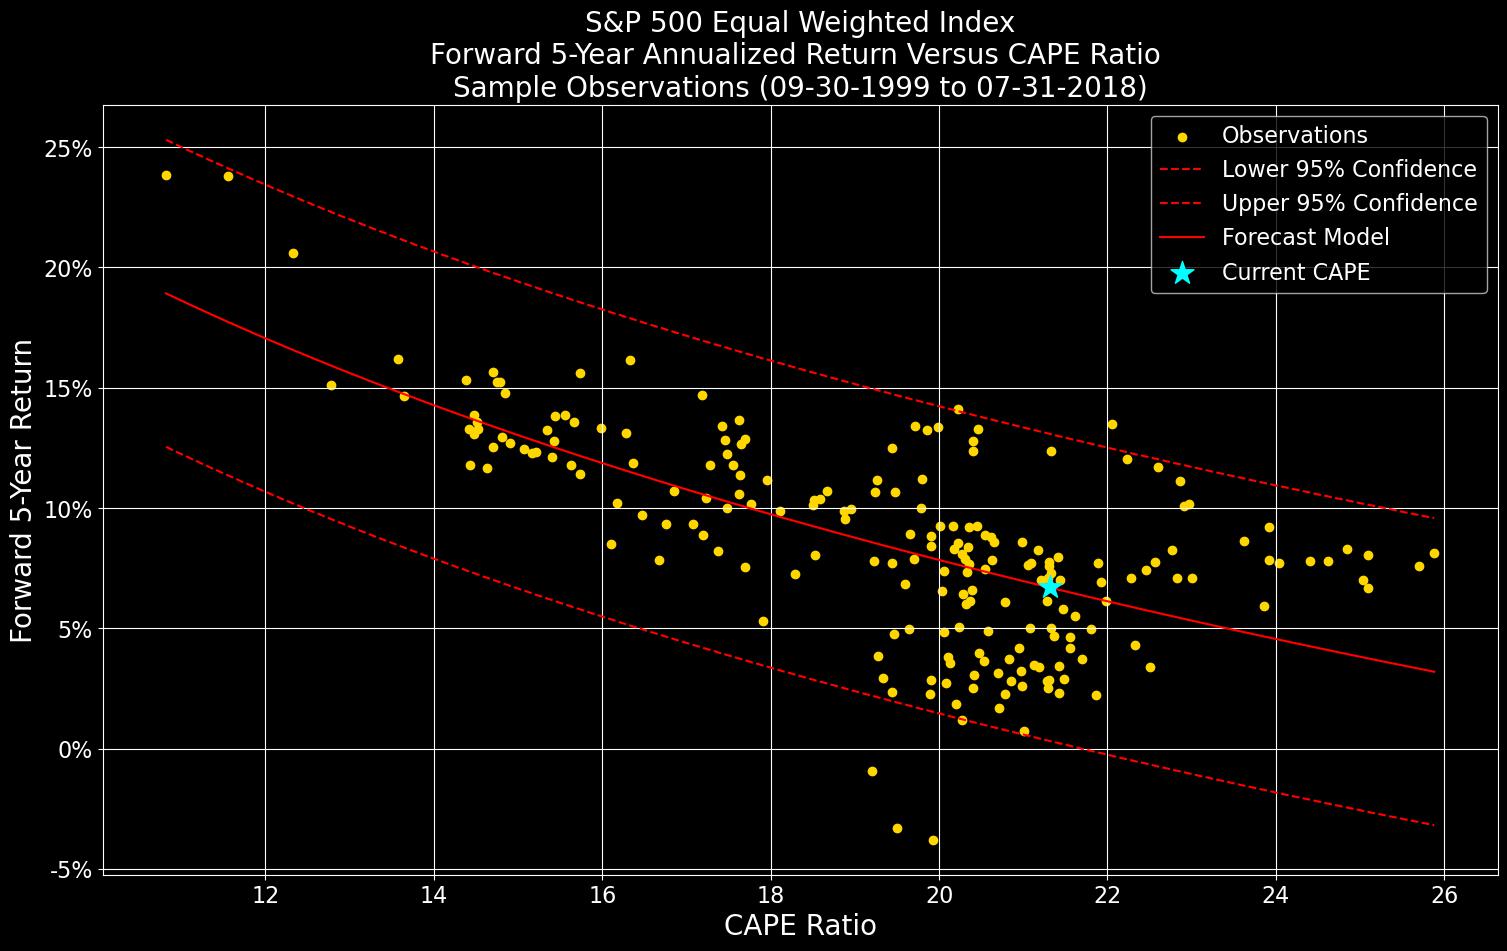 S&P 500 Equal Weighted Index
Forward 5-Year Annualized Return Versus CAPE Ratio
Sample Observations (09-30-1999 to 07-31-2018)
Observations
Lower 95% Confidence
Upper 95% Confidence
Forecast Model
Current CAPE
Forward 5-Year Return
25%
20%
15%
10%
5%
0%
-5%
12 14 16 18 20 22 24 26
CAPE Ratio